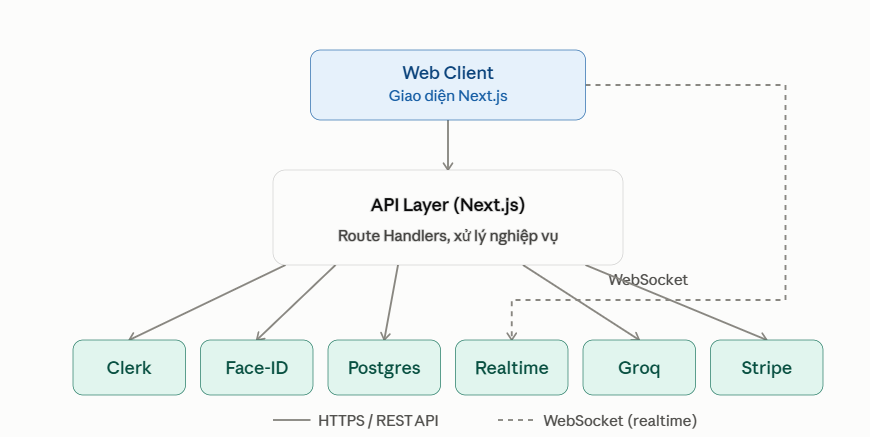 Web Client
Giao diện Next.js
API Layer (Next.js)
Route Handlers, xử lý nghiệp vụ
WebSocket
Clerk
Face-ID
Postgres
Realtime
Groq
Stripe
HTTPS / REST API
WebSocket (realtime)